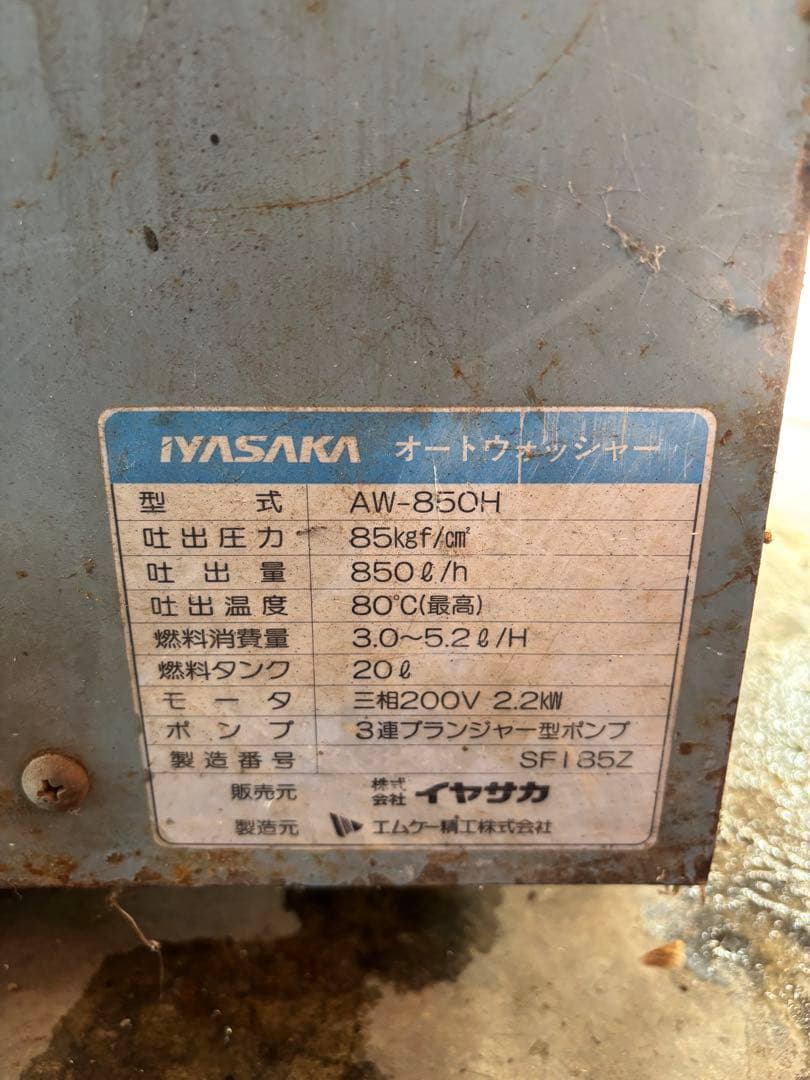 IYASAKA オートウォッシャー
型式 AW-850H
吐出圧力 85kgf/c㎡
吐出量 850ℓ/h
吐出温度 80℃(最高)
燃料消費量 3.0〜5.2ℓ/H
燃料タンク 20ℓ
モータ 三相200V 2.2kW
ポンプ 3連プランジャー型ポンプ
製造番号 SF185Z
販売元 株式会社 イヤサカ
製造元 エムケー精工株式会社